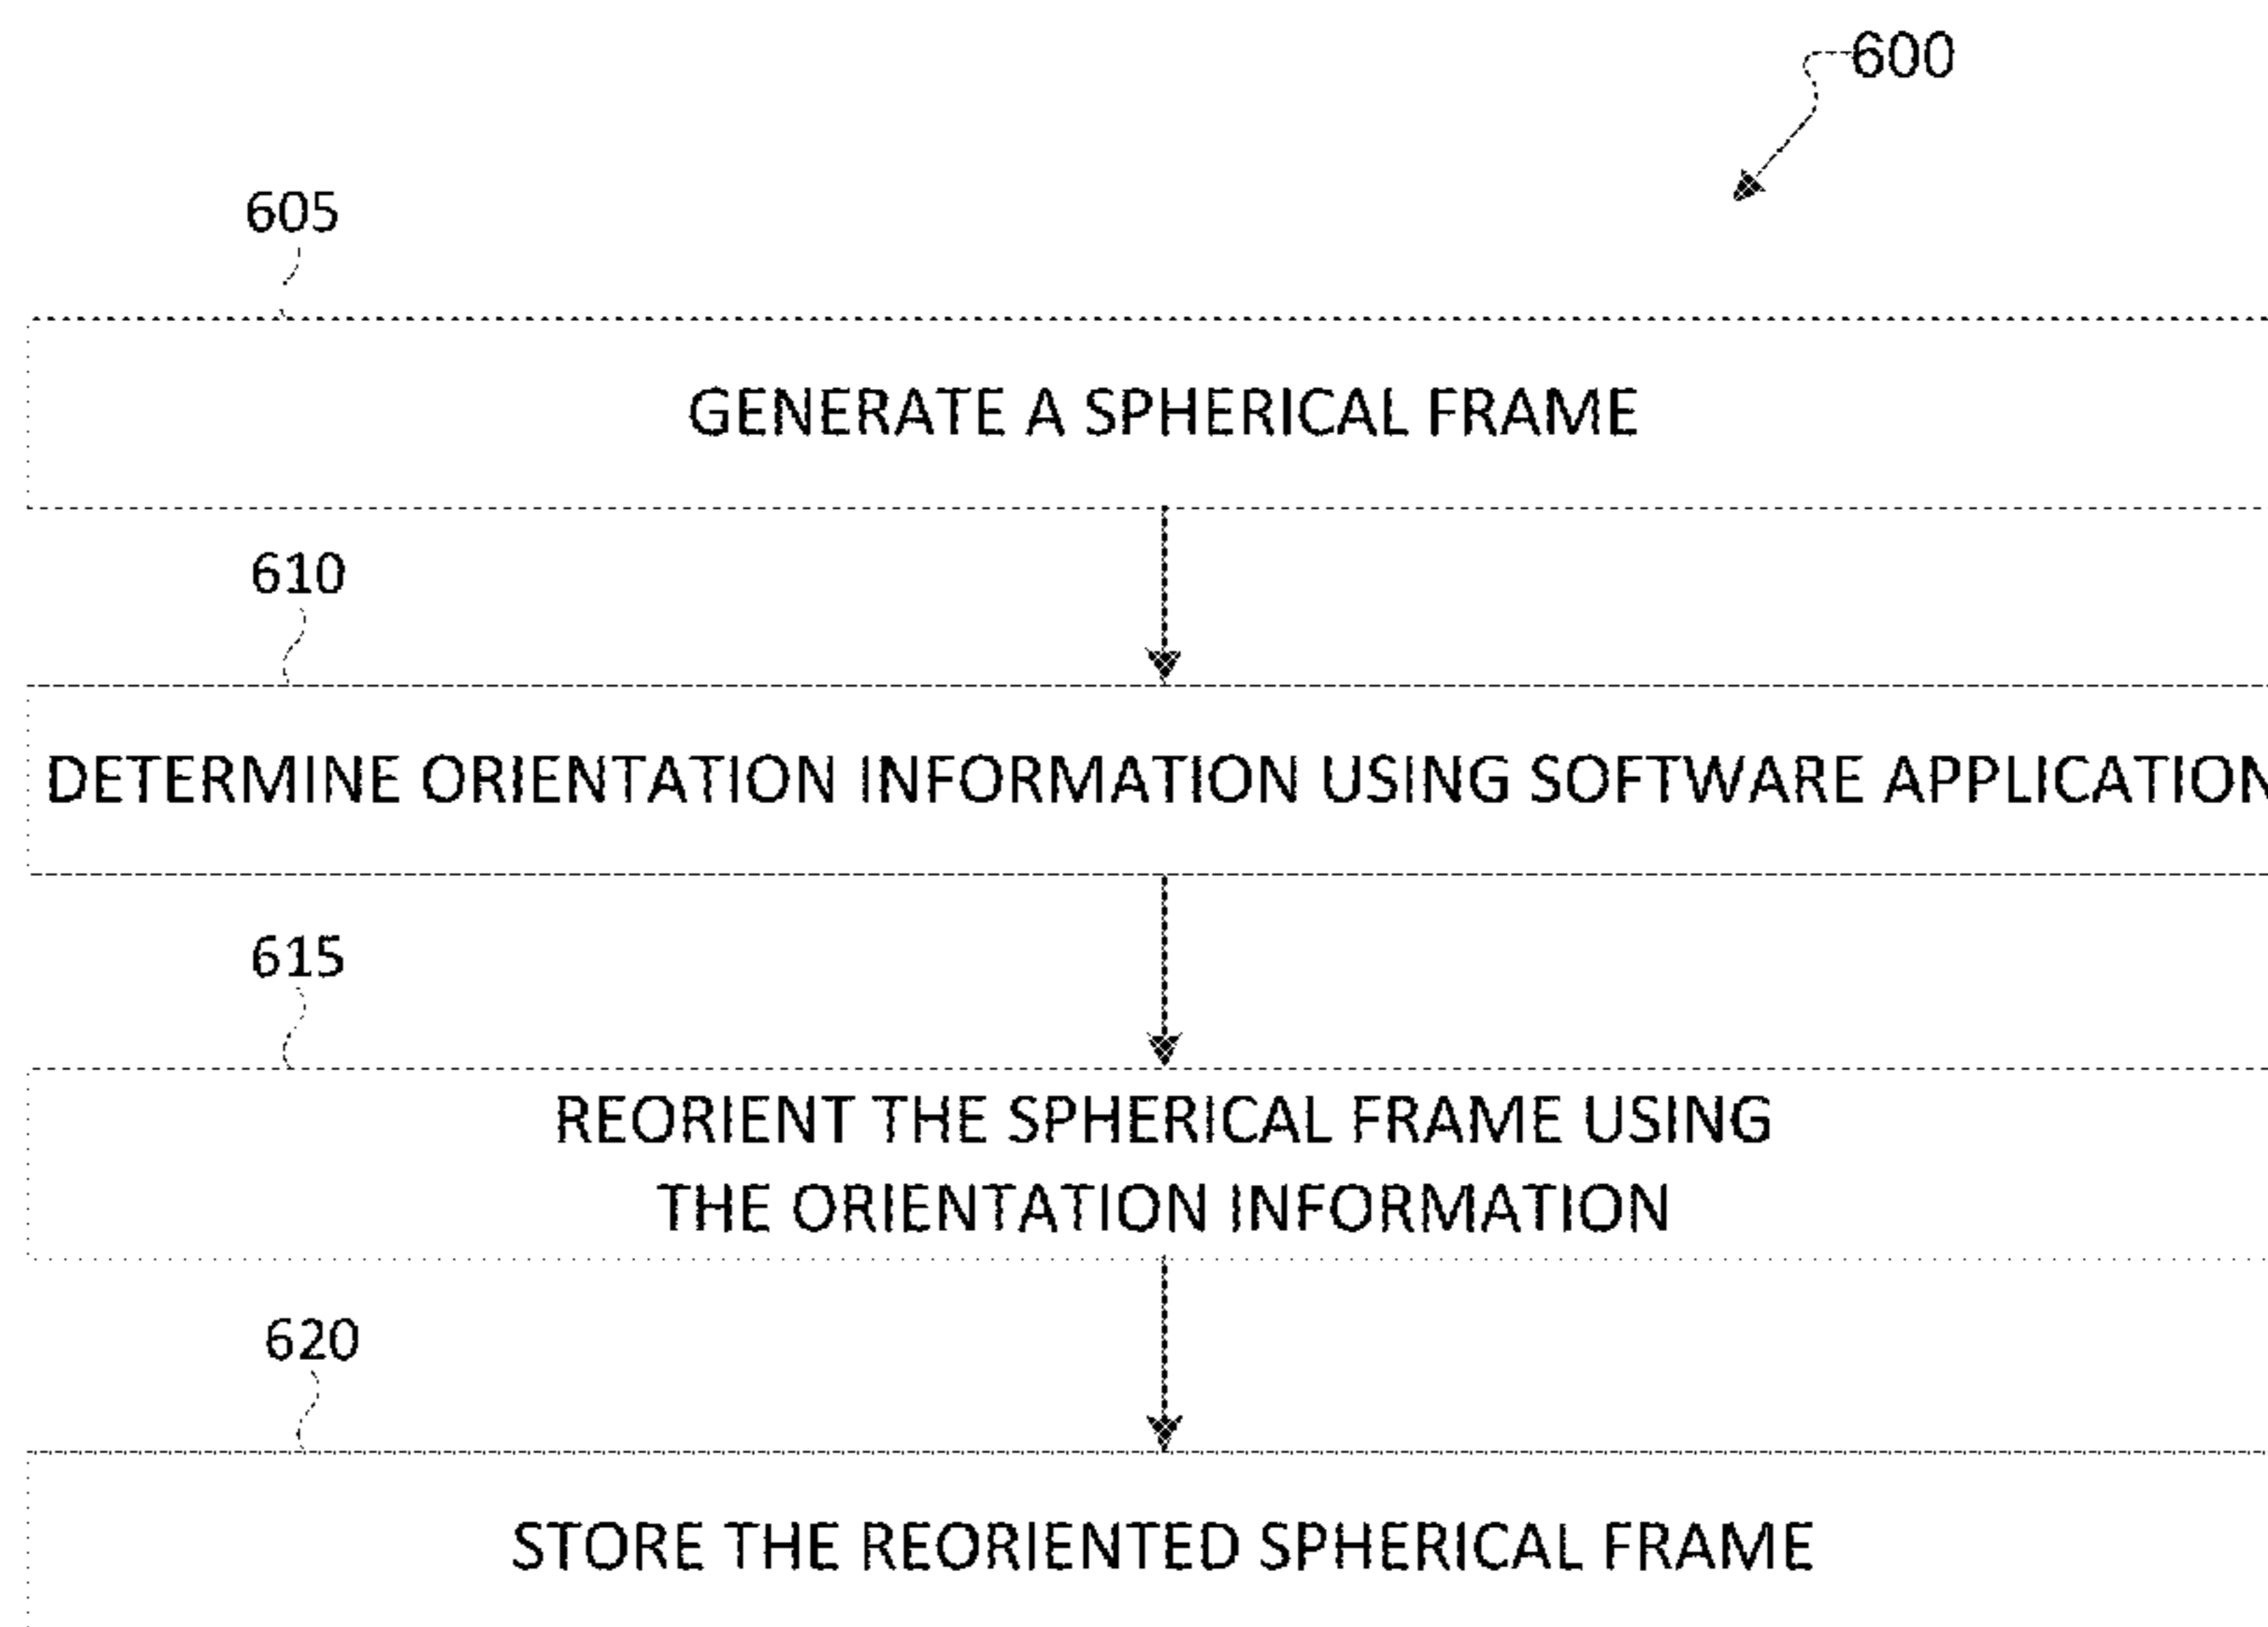 600
605
GENERATE A SPHERICAL FRAME
610
DETERMINE ORIENTATION INFORMATION USING SOFTWARE APPLICATION
615
REORIENT THE SPHERICAL FRAME USING
THE ORIENTATION INFORMATION
620
STORE THE REORIENTED SPHERICAL FRAME